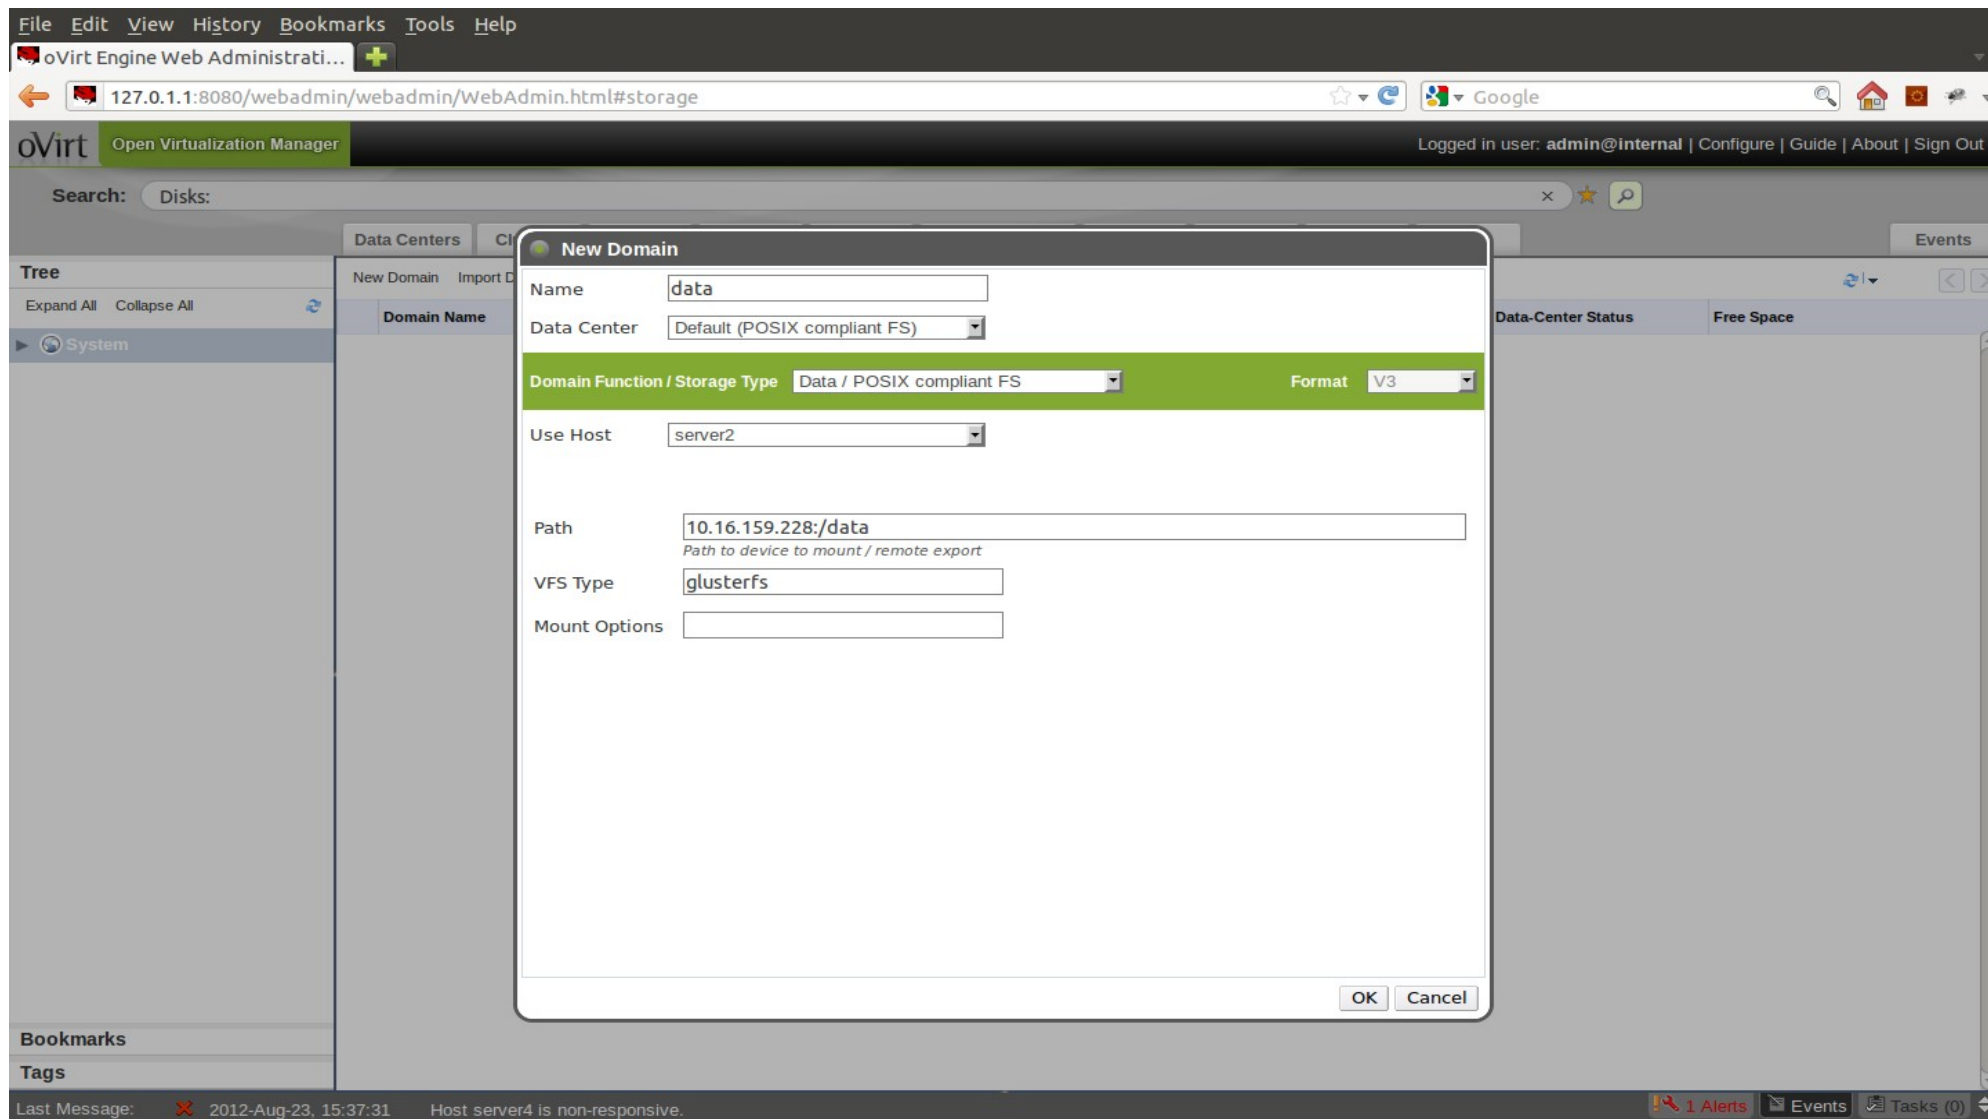 File Edit View History Bookmarks Tools Help
oVirt Engine Web Administrati...
127.0.1.1:8080/webadmin/webadmin/WebAdmin.html#storage
Google
oVirt Open Virtualization Manager
Logged in user: admin@internal | Configure | Guide | About | Sign Out
Search: Disks:
Data Centers
Events
New Domain
Tree
New Domain Import
Expand All Collapse All
Domain Name
Data-Center Status Free Space
System
Name data
Data Center Default (POSIX compliant FS)
Domain Function / Storage Type Data / POSIX compliant FS Format V3
Use Host server2
Path 10.16.159.228:/data
Path to device to mount / remote export
VFS Type glusterfs
Mount Options
OK Cancel
Bookmarks
Tags
Last Message: 2012-Aug-23, 15:37:31 Host server4 is non-responsive.
1 Alerts Events Tasks (0)